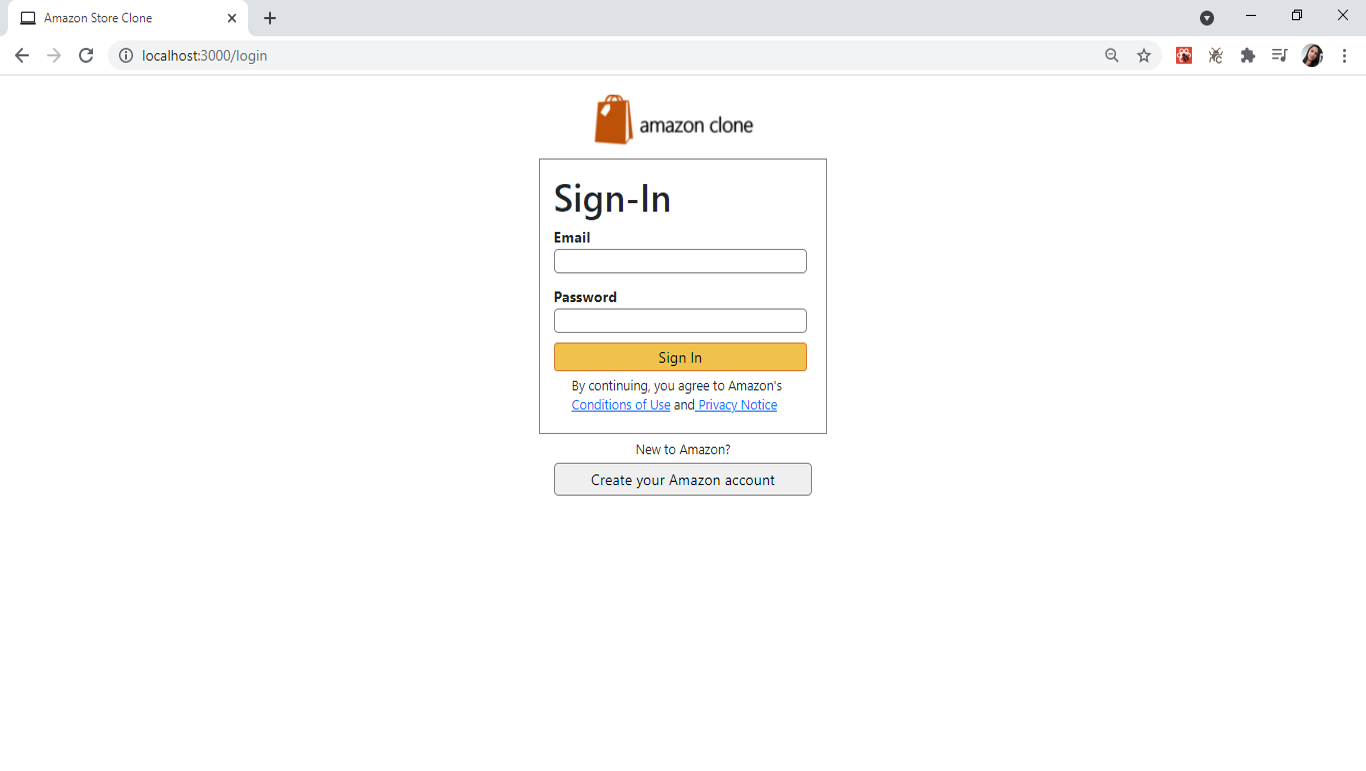 Amazon Store Clone
localhost:3000/login
amazon clone
Sign-In
Email
Password
Sign In
By continuing, you agree to Amazon's
Conditions of Use and Privacy Notice
New to Amazon?
Create your Amazon account